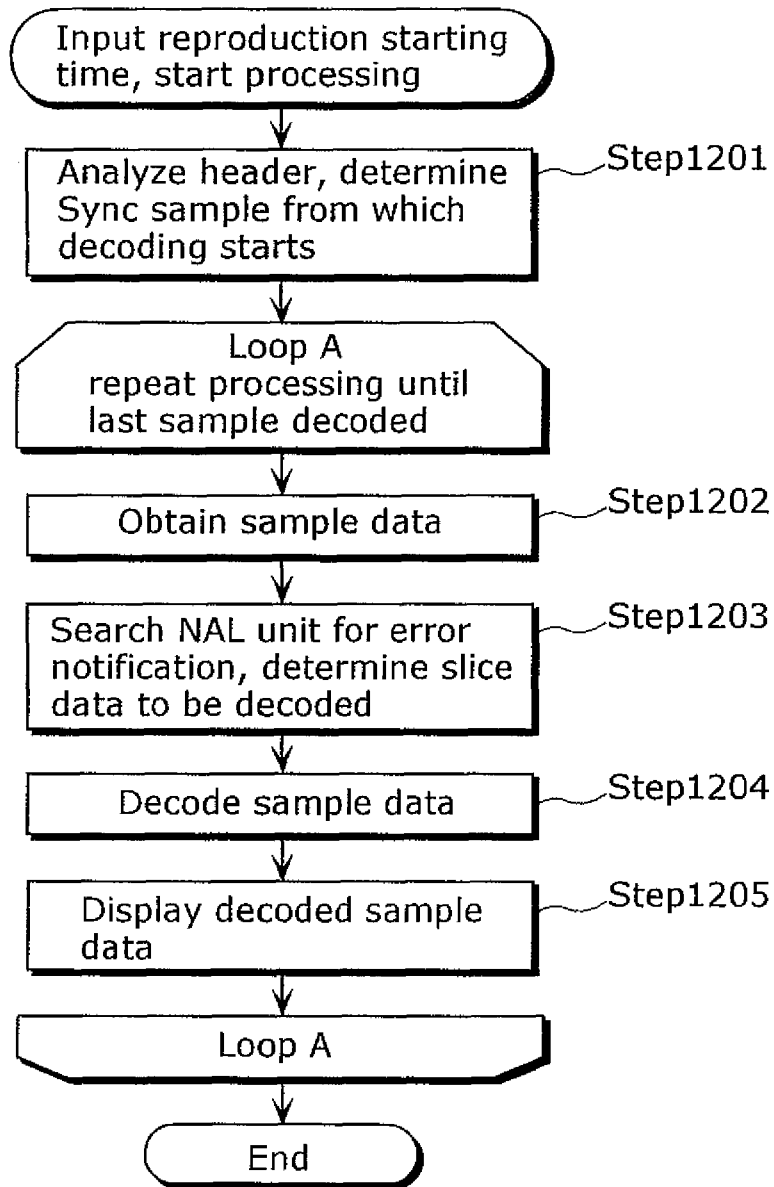 Input reproduction starting
time, start processing
Analyze header, determine
Sync sample from which
decoding starts
Step1201
Loop A
repeat processing until
last sample decoded
Obtain sample data
Step1202
Search NAL unit for error
notification, determine slice
data to be decoded
Step1203
Decode sample data
Step1204
Display decoded sample
data
Step1205
Loop A
End